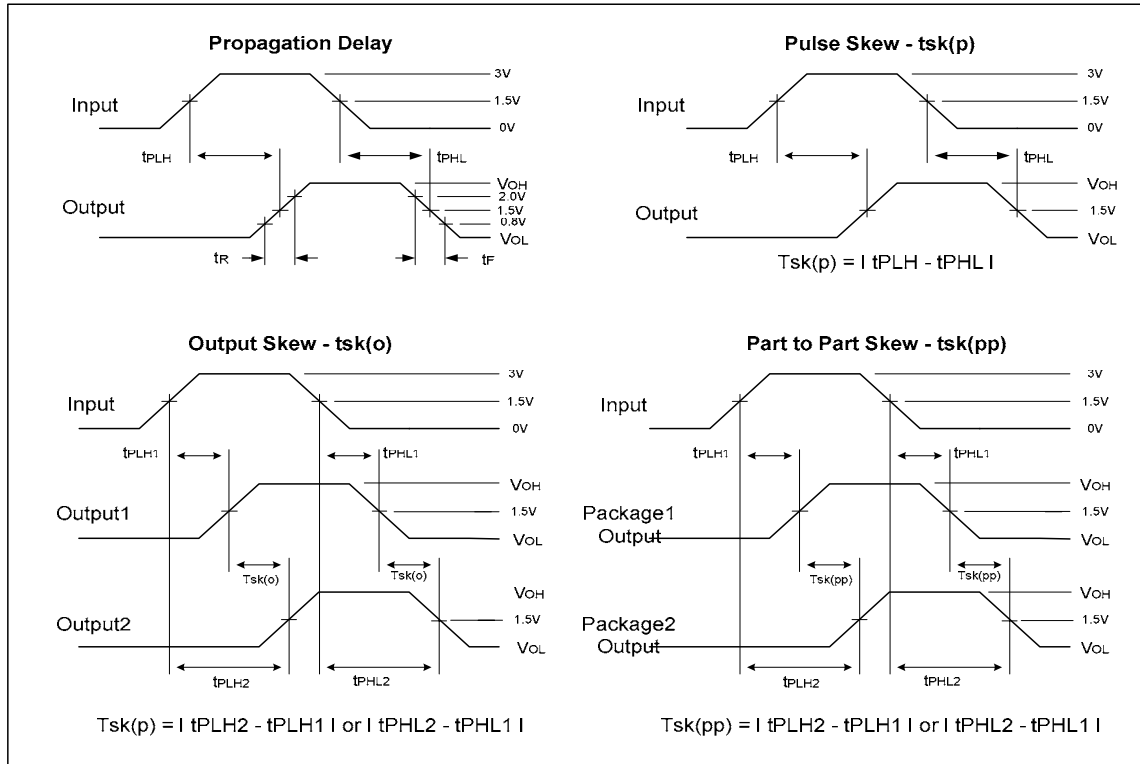 Propagation Delay
Input
3V
1.5V
0V
tPLH
tPHL
Output
VOH
2.0V
1.5V
0.8V
VOL
tR
tF
Pulse Skew - tsk(p)
Input
3V
1.5V
0V
tPLH
tPHL
Output
VOH
1.5V
VOL
Tsk(p) = I tPLH - tPHL I
Output Skew - tsk(o)
Input
3V
1.5V
0V
tPLH1
tPHL1
Output1
VOH
1.5V
VOL
Tsk(o)
Tsk(o)
Output2
VOH
1.5V
VOL
tPLH2
tPHL2
Tsk(p) = I tPLH2 - tPLH1 I or I tPHL2 - tPHL1 I
Part to Part Skew - tsk(pp)
Input
3V
1.5V
0V
tPLH1
tPHL1
Package1
Output
VOH
1.5V
VOL
Tsk(pp)
Tsk(pp)
Package2
Output
VOH
1.5V
VOL
tPLH2
tPHL2
Tsk(pp) = I tPLH2 - tPLH1 I or I tPHL2 - tPHL1 I